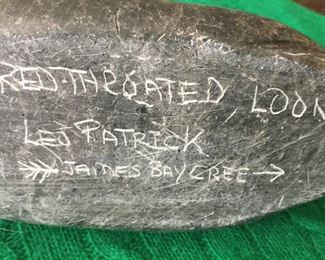 RED-THROATED, LOON
LEO PATRICK
JAMES BAY CREE